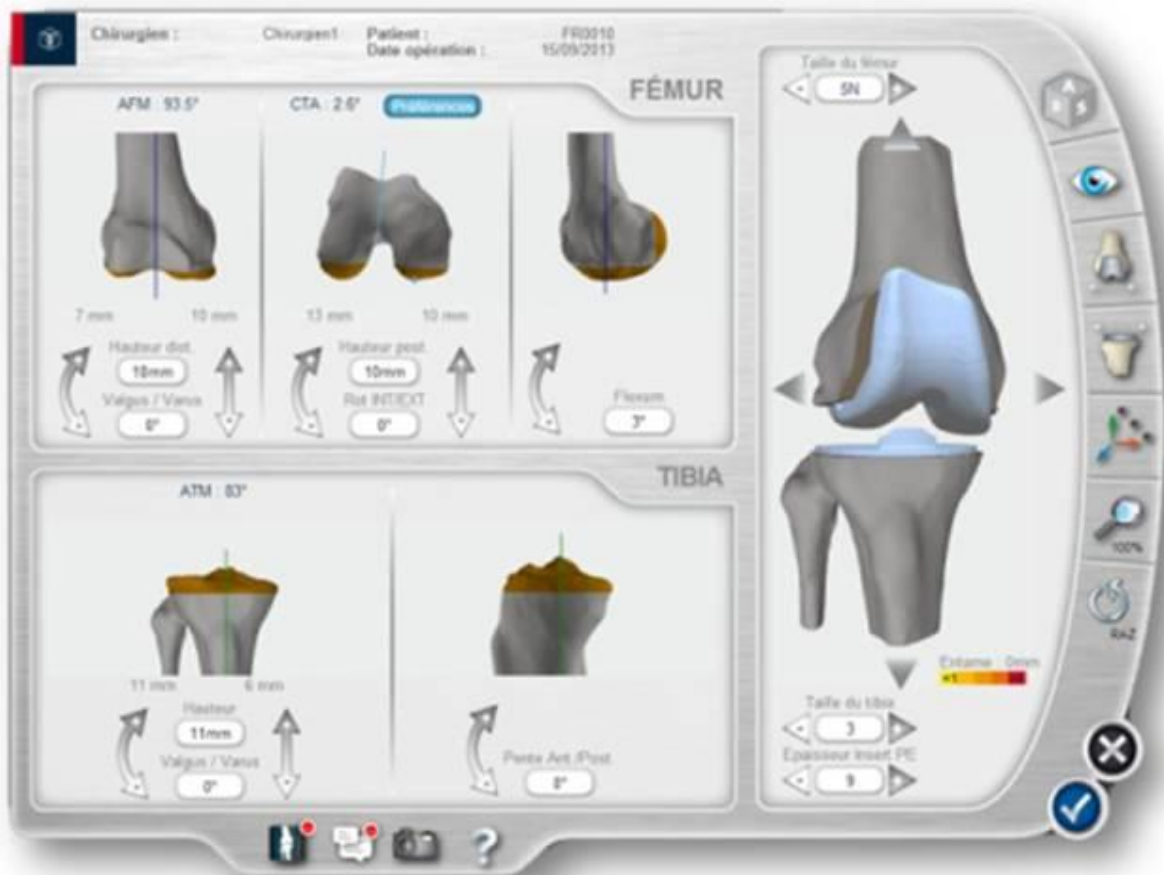 Chirurgien : Chirurgien1 Patient : FR0010
Date opération : 15/09/2013
FÉMUR
AFM : 93.5° CTA : 2.6° Préférences
7 mm 10 mm 13 mm 10 mm
Hauteur dist. Hauteur post.
10mm 10mm Flexum
Valgus / Varus Rot INT/EXT 3°
0° 0°
TIBIA
ATM : 83°
11 mm 6 mm
Hauteur
11mm Pente Ant./Post.
Valgus / Varus
0°
Taille du fémur
5N
100%
RAZ
Entame 0mm
Taille du tibia
3
Epaisseur Insert PE
9